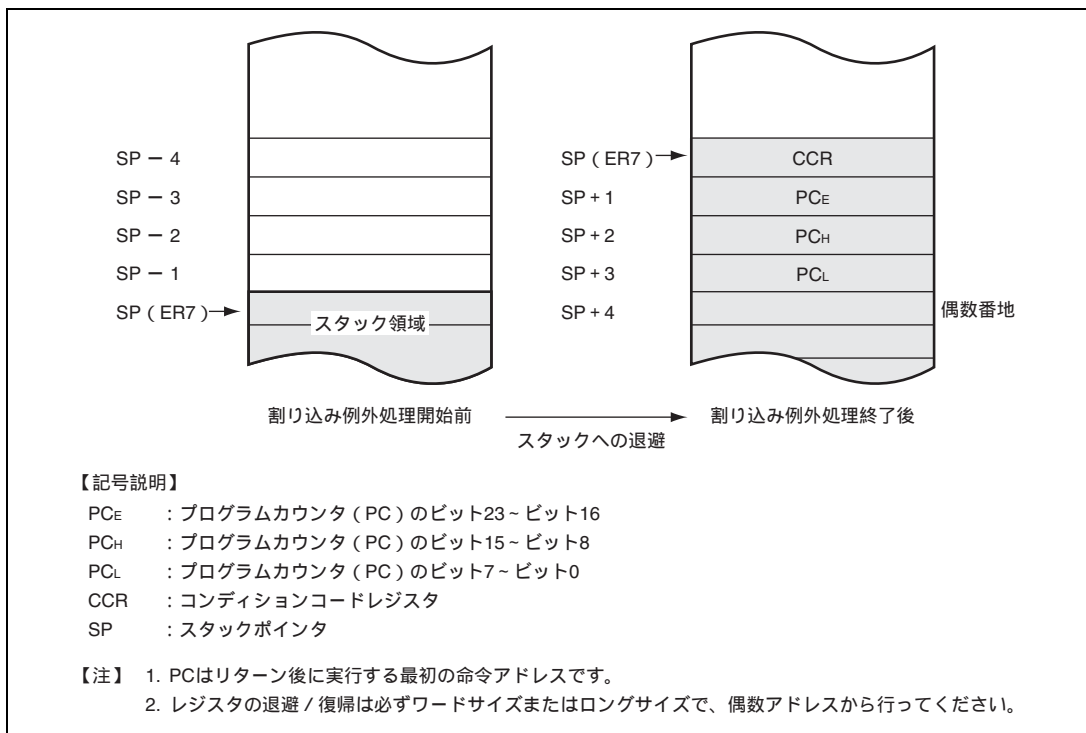 SP − 4
SP − 3
SP − 2
SP − 1
SP（ER7）
スタック領域
SP（ER7）
SP + 1
SP + 2
SP + 3
SP + 4
CCR
PCE
PCH
PCL
偶数番地
割り込み例外処理開始前
スタックへの退避
割り込み例外処理終了後
【記号説明】
PCE ：プログラムカウンタ（PC）のビット23～ビット16
PCH ：プログラムカウンタ（PC）のビット15～ビット8
PCL ：プログラムカウンタ（PC）のビット7～ビット0
CCR ：コンディションコードレジスタ
SP ：スタックポインタ
【注】 1. PCはリターン後に実行する最初の命令アドレスです。
2. レジスタの退避 / 復帰は必ずワードサイズまたはロングサイズで、偶数アドレスから行ってください。